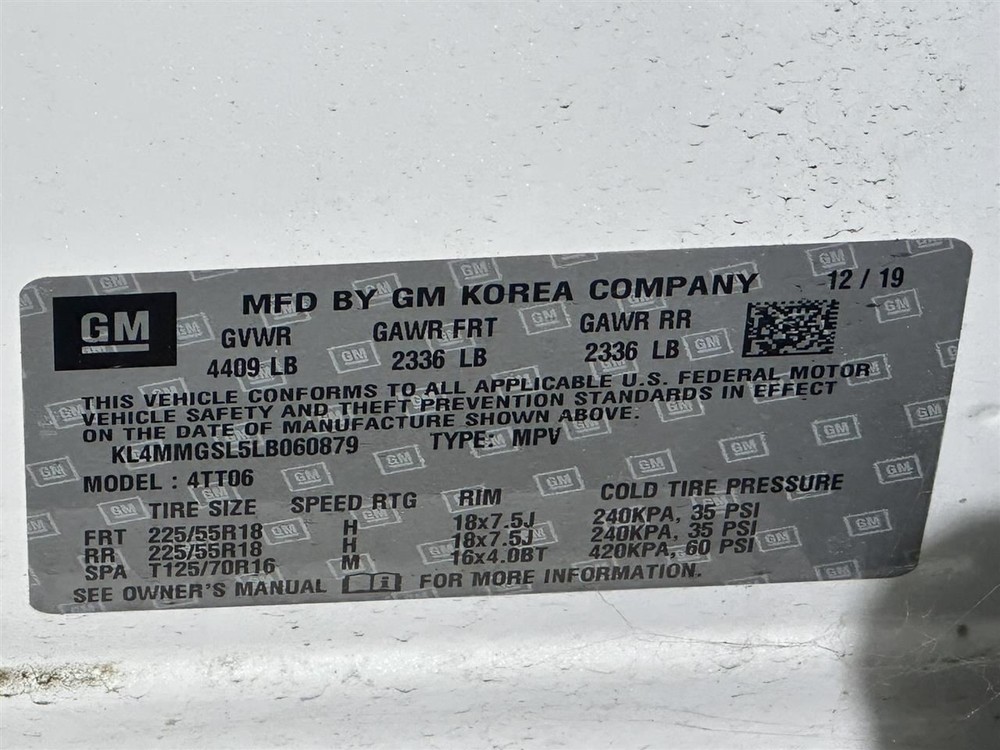 GM
MFD BY GM KOREA COMPANY 12/19
GVWR GAWR FRT GAWR RR
4409 LB 2336 LB 2336 LB
THIS VEHICLE CONFORMS TO ALL APPLICABLE U.S. FEDERAL MOTOR
VEHICLE SAFETY AND THEFT PREVENTION STANDARDS IN EFFECT
ON THE DATE OF MANUFACTURE SHOWN ABOVE:
KL4MMGSL5LB060879 TYPE: MPV
MODEL : 4TT06
TIRE SIZE SPEED RTG RIM COLD TIRE PRESSURE
FRT 225/55R18 H 18x7.5J 240KPA, 35 PSI
RR 225/55R18 H 18x7.5J 240KPA, 35 PSI
SPA T125/70R16 M 16x4.0BT 420KPA, 60 PSI
SEE OWNER'S MANUAL FOR MORE INFORMATION.